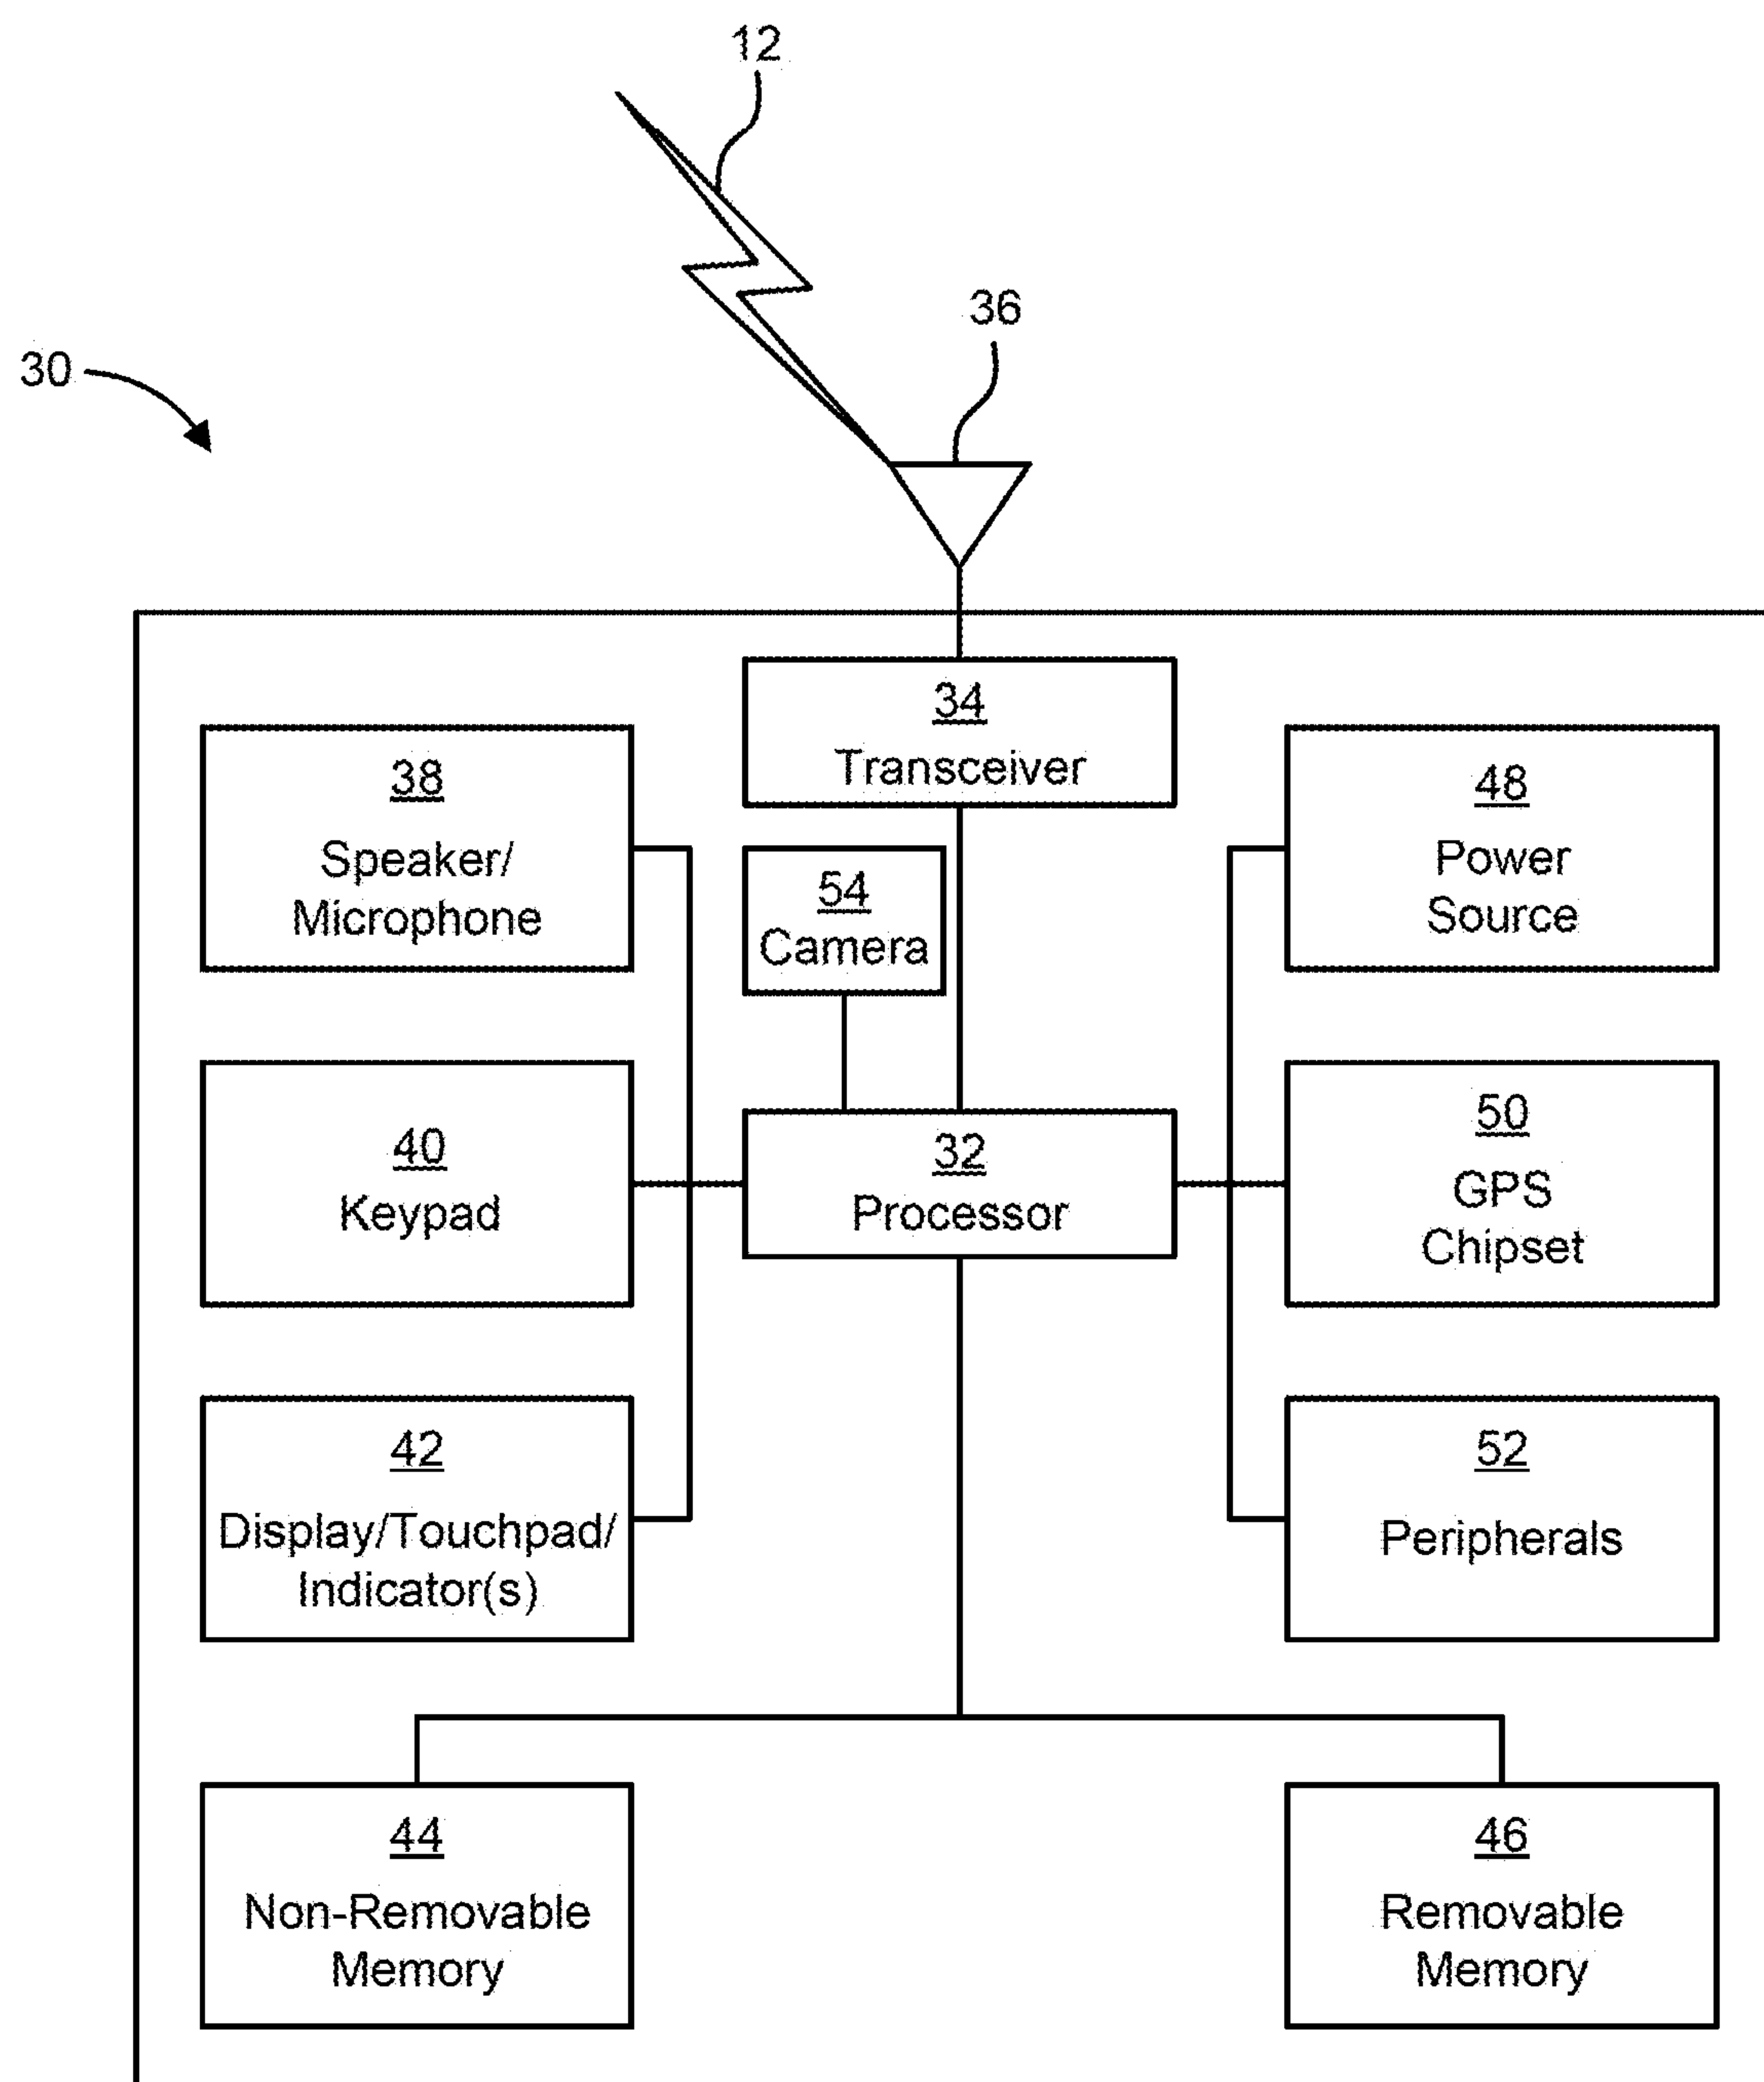 12
36
30
34
Transceiver
38
Speaker/
Microphone
48
Power
Source
54
Camera
40
Keypad
32
Processor
50
GPS
Chipset
42
Display/Touchpad/
Indicator(s)
52
Peripherals
44
Non-Removable
Memory
46
Removable
Memory